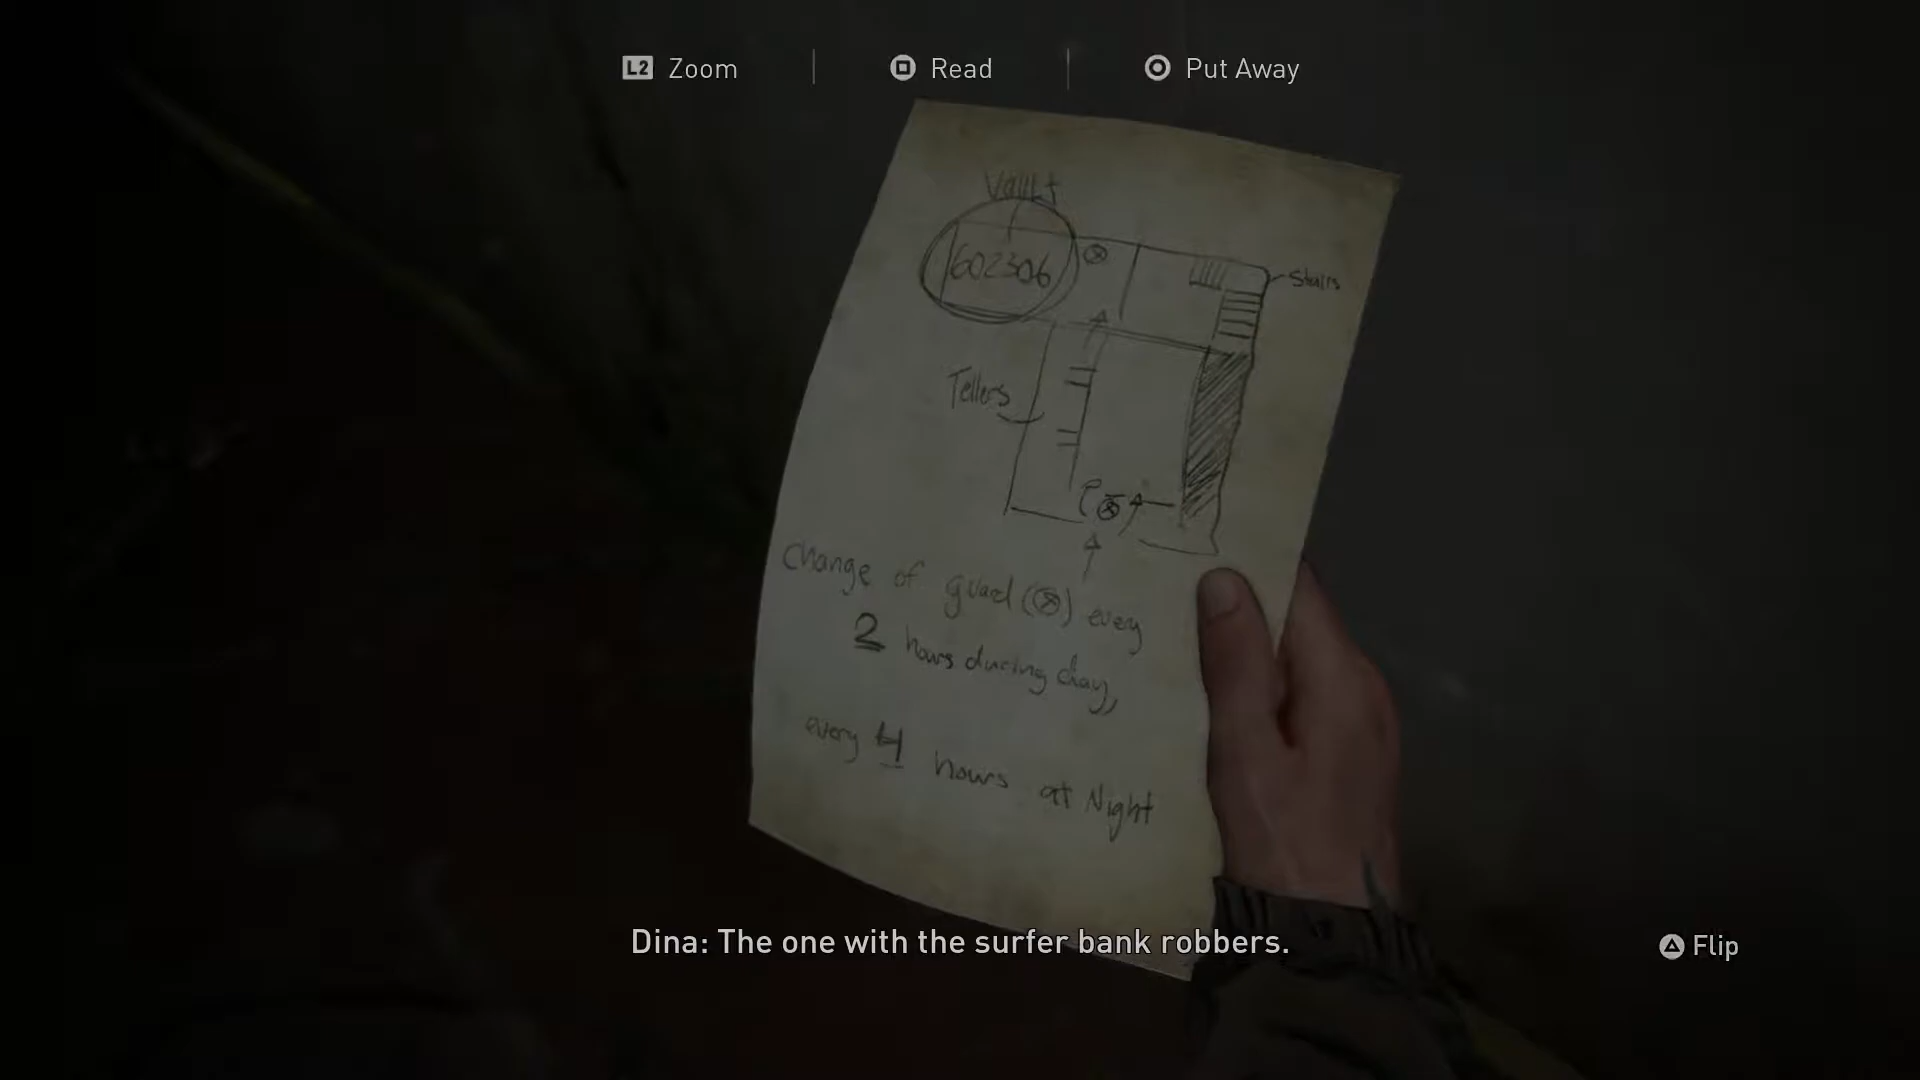 L2 Zoom
Read
Put Away
Vault
602306
Stairs
Tellers
Change of guard (⊗) every
2 hours during day,
every 4 hours at Night
Dina: The one with the surfer bank robbers.
Flip